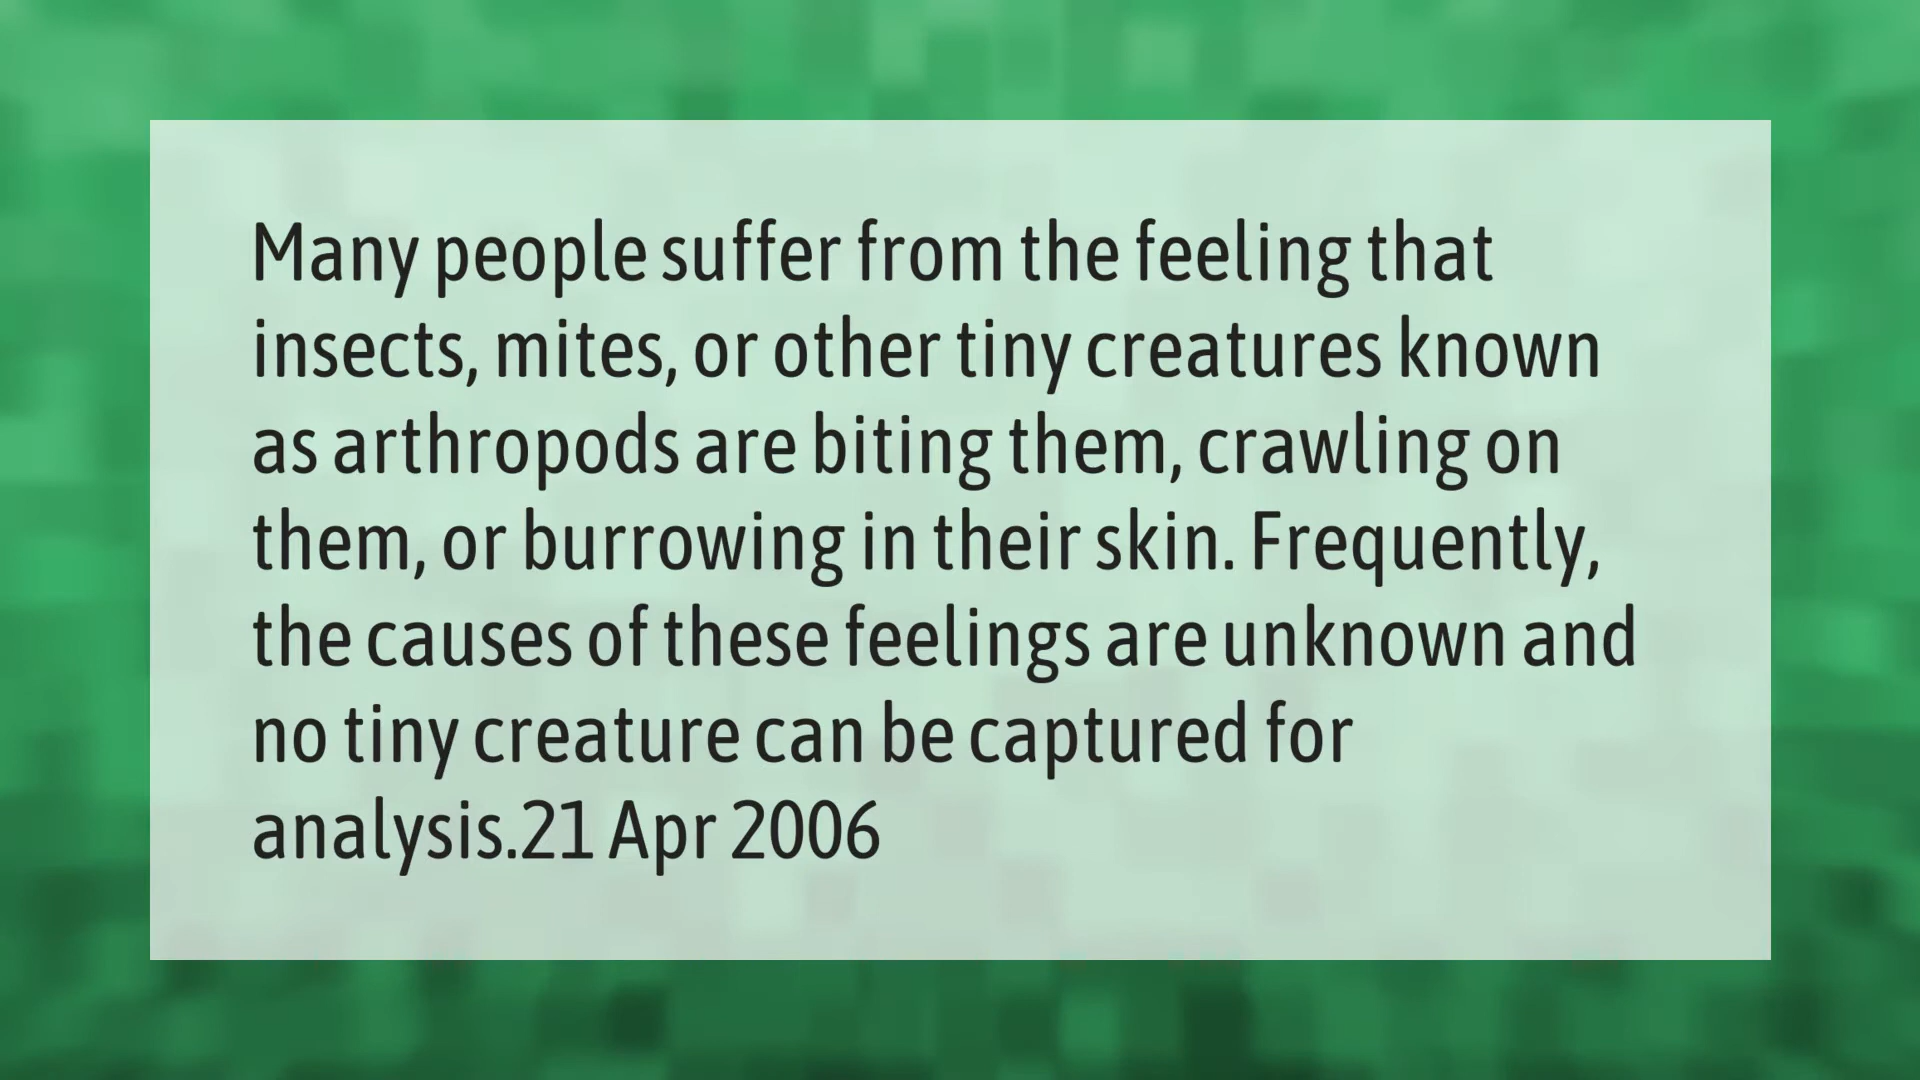 Many people suffer from the feeling that
insects, mites, or other tiny creatures known
as arthropods are biting them, crawling on
them, or burrowing in their skin. Frequently,
the causes of these feelings are unknown and
no tiny creature can be captured for
analysis.21 Apr 2006